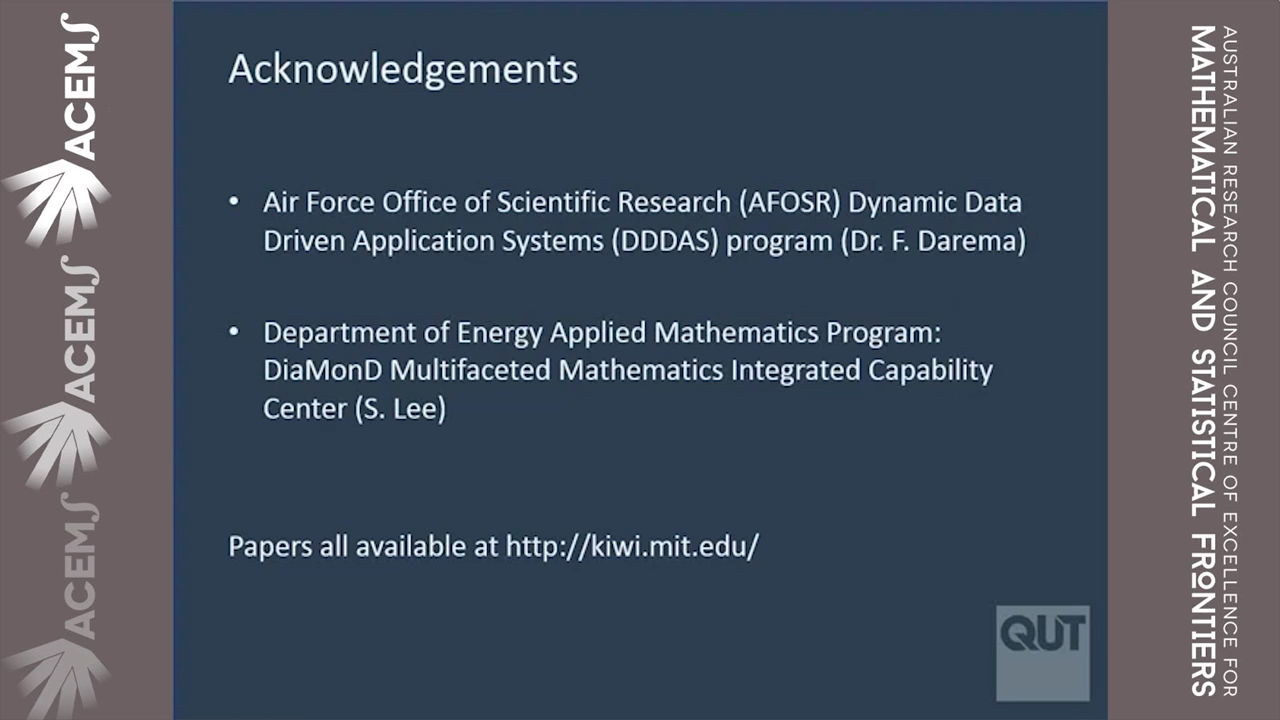 Acknowledgements
• Air Force Office of Scientific Research (AFOSR) Dynamic Data
Driven Application Systems (DDDAS) program (Dr. F. Darema)
• Department of Energy Applied Mathematics Program:
DiaMonD Multifaceted Mathematics Integrated Capability
Center (S. Lee)
Papers all available at http://kiwi.mit.edu/
QUT
ACEMS
ACEMS
ACEMS
AUSTRALIAN RESEARCH COUNCIL CENTRE OF EXCELLENCE FOR
MATHEMATICAL AND STATISTICAL FRONTIERS